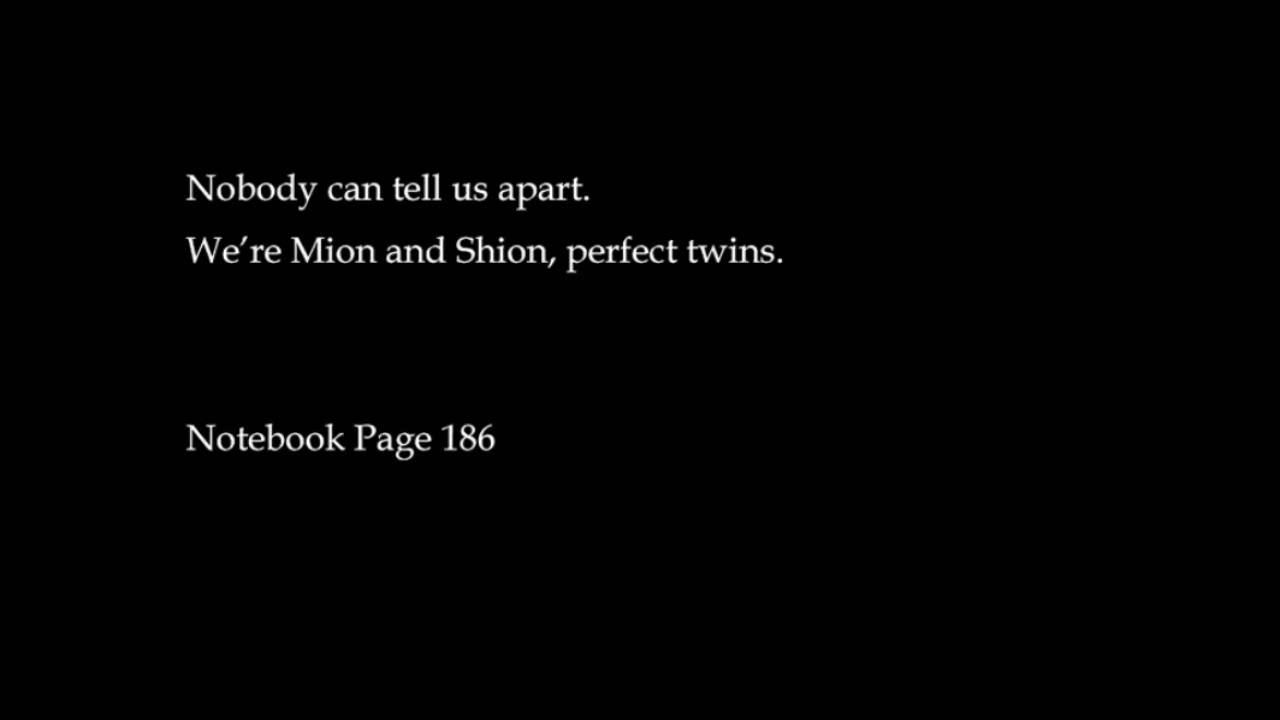 Nobody can tell us apart.
We’re Mion and Shion, perfect twins.
Notebook Page 186